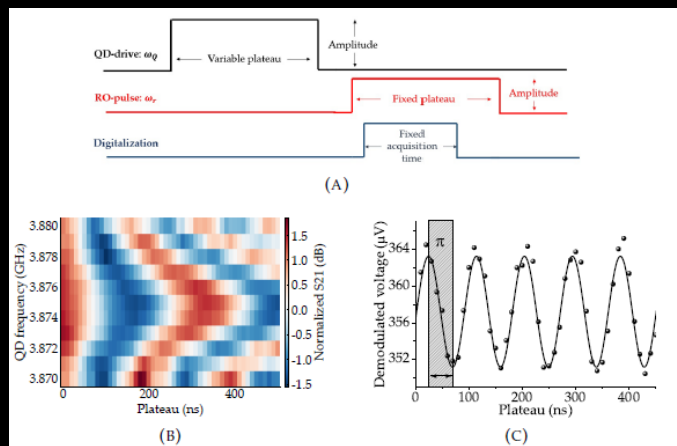 QD-drive: ω_Q
Variable plateau
Amplitude
RO-pulse: ω_r
Fixed plateau
Amplitude
Digitalization
Fixed
acquisition
time
(A)
QD frequency (GHz)
3.880
3.878
3.876
3.874
3.872
3.870
0
200
400
Plateau (ns)
1.5
1.0
0.5
0.0
-0.5
-1.0
-1.5
Normalized S21 (dB)
(B)
Demodulated voltage (μV)
364
360
356
352
π
0
100
200
300
400
Plateau (ns)
(C)